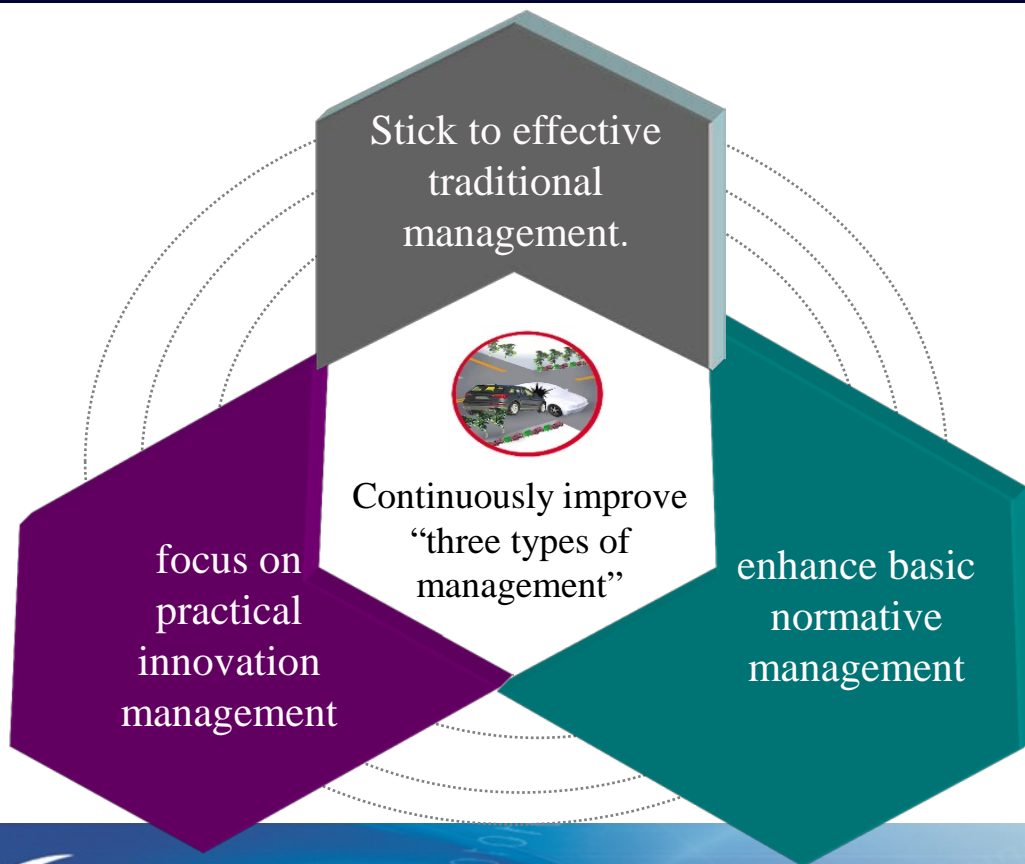 Stick to effective
traditional
management.
Continuously improve
“three types of
management”
focus on
practical
innovation
management
enhance basic
normative
management